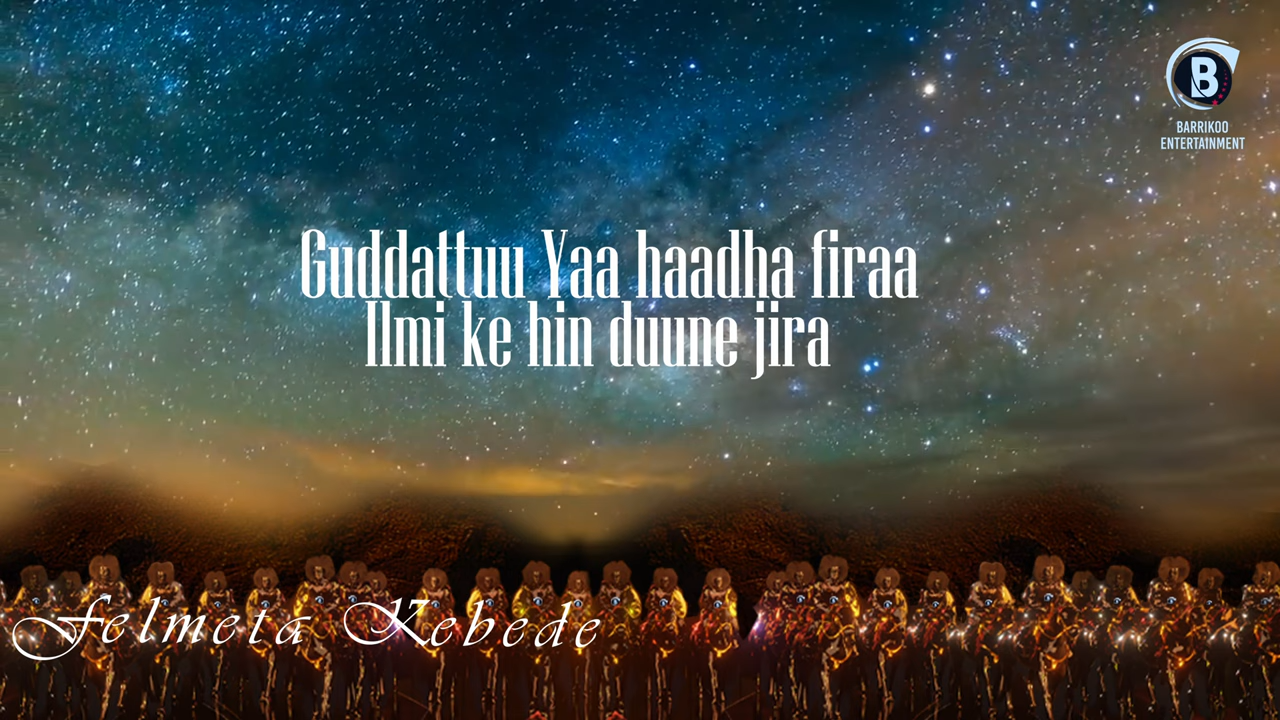 BARRIKOO
ENTERTAINMENT
Guddattuu Yaa haadha firaa
Ilmi ke hin duune jira
Felmeta Kebede